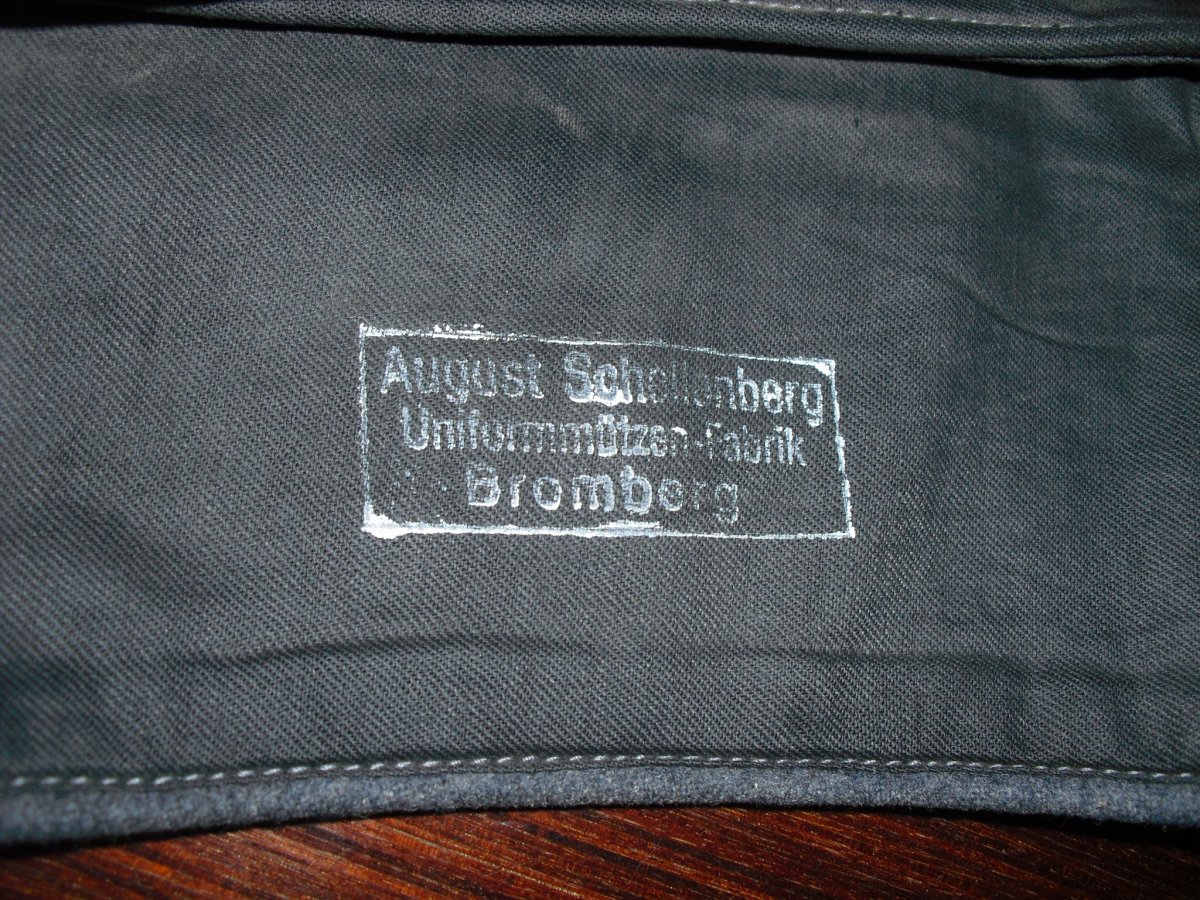 August Schellenberg
Uniformmützen-Fabrik
Bromberg